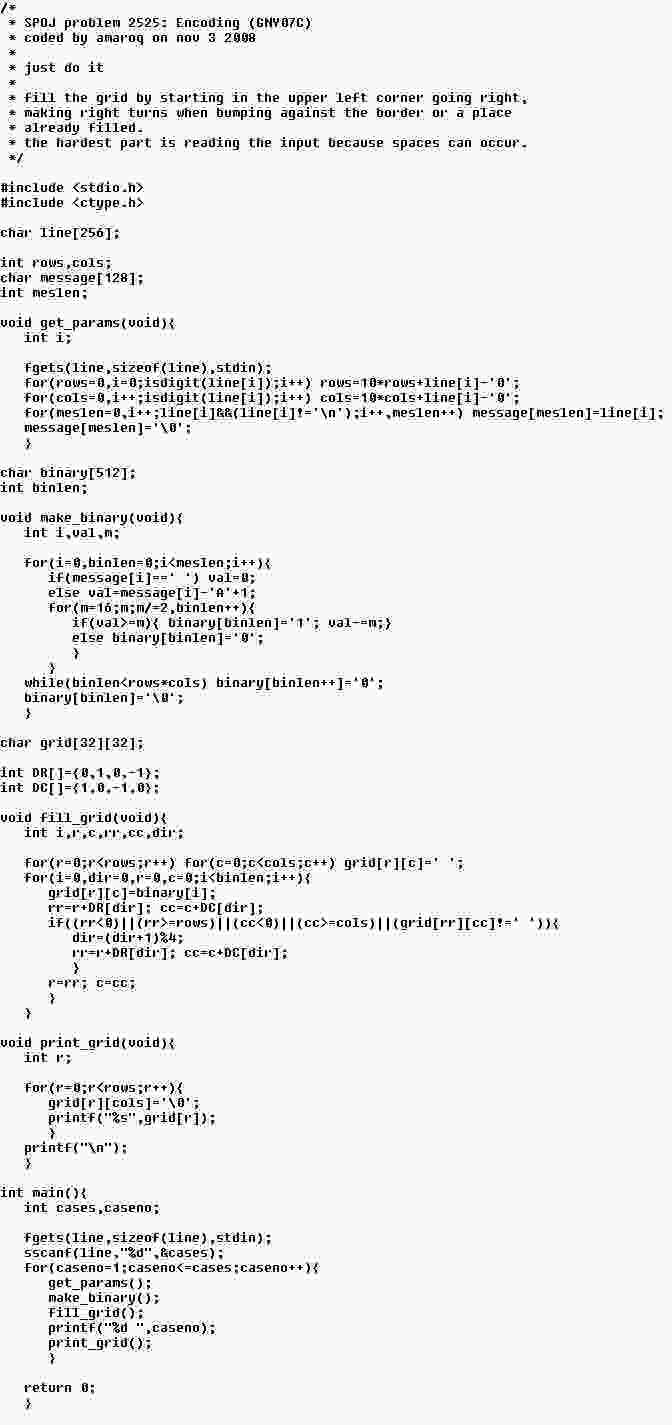 /*
 * SPOJ problem 2525: Encoding (GNY07C)
 * coded by amaroq on nov 3 2008
 *
 * just do it
 *
 * fill the grid by starting in the upper left corner going right,
 * making right turns when bumping against the border or a place
 * already filled.
 * the hardest part is reading the input because spaces can occur.
 */

#include <stdio.h>
#include <ctype.h>

char line[256];

int rows,cols;
char message[128];
int meslen;

void get_params(void){
   int i;

   fgets(line,sizeof(line),stdin);
   for(rows=0,i=0;isdigit(line[i]);i++) rows=10*rows+line[i]-'0';
   for(cols=0,i++;isdigit(line[i]);i++) cols=10*cols+line[i]-'0';
   for(meslen=0,i++;line[i]&&(line[i]!='\n');i++,meslen++) message[meslen]=line[i];
   message[meslen]='\0';
   }

char binary[512];
int binlen;

void make_binary(void){
   int i,val,m;

   for(i=0,binlen=0;i<meslen;i++){
      if(message[i]==' ') val=0;
      else val=message[i]-'A'+1;
      for(m=16;m;m/=2,binlen++){
         if(val>=m){ binary[binlen]='1'; val-=m;}
         else binary[binlen]='0';
         }
      }
   while(binlen<rows*cols) binary[binlen++]='0';
   binary[binlen]='\0';
   }

char grid[32][32];

int DR[]={0,1,0,-1};
int DC[]={1,0,-1,0};

void fill_grid(void){
   int i,r,c,rr,cc,dir;

   for(r=0;r<rows;r++) for(c=0;c<cols;c++) grid[r][c]=' ';
   for(i=0,dir=0,r=0,c=0;i<binlen;i++){
      grid[r][c]=binary[i];
      rr=r+DR[dir]; cc=c+DC[dir];
      if((rr<0)||(rr>=rows)||(cc<0)||(cc>=cols)||(grid[rr][cc]!=' ')){
         dir=(dir+1)%4;
         rr=r+DR[dir]; cc=c+DC[dir];
         }
      r=rr; c=cc;
      }
   }

void print_grid(void){
   int r;

   for(r=0;r<rows;r++){
      grid[r][cols]='\0';
      printf("%s",grid[r]);
      }
   printf("\n");
   }

int main(){
   int cases,caseno;

   fgets(line,sizeof(line),stdin);
   sscanf(line,"%d",&cases);
   for(caseno=1;caseno<=cases;caseno++){
      get_params();
      make_binary();
      fill_grid();
      printf("%d ",caseno);
      print_grid();
      }

   return 0;
   }